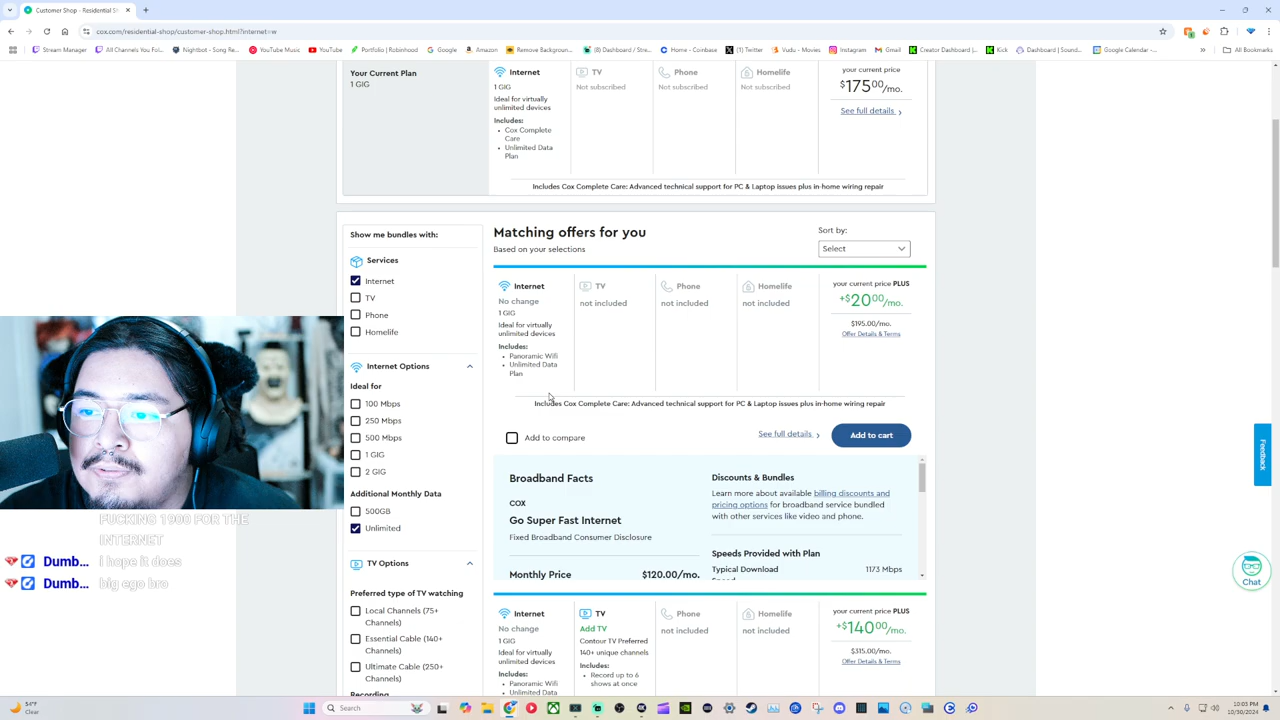 Customer Shop - Residential Sh
cox.com/residential-shop/customer-shop.html?internet=w
Stream Manager
All Channels You Fol...
Nightbot - Song Re...
YouTube Music
YouTube
Portfolio | Robinhood
Google
Amazon
Remove Backgroun...
(8) Dashboard / Stre...
Home - Coinbase
(1) Twitter
Vudu - Movies
Instagram
Gmail
Creator Dashboard |...
Kick
Dashboard | Sound...
Google Calendar -...
All Bookmarks
Your Current Plan
1 GIG
Internet
1 GIG
Ideal for virtually
unlimited devices
Includes:
Cox Complete
Care
Unlimited Data
Plan
TV
Not subscribed
Phone
Not subscribed
Homelife
Not subscribed
your current price
$17500/mo.
See full details
Includes Cox Complete Care: Advanced technical support for PC & Laptop issues plus in-home wiring repair
Show me bundles with:
Services
Internet
TV
Phone
Homelife
Internet Options
Ideal for
100 Mbps
250 Mbps
500 Mbps
1 GIG
2 GIG
Additional Monthly Data
500GB
Unlimited
TV Options
Preferred type of TV watching
Local Channels (75+
Channels)
Essential Cable (140+
Channels)
Ultimate Cable (250+
Channels)
Recording
Matching offers for you
Based on your selections
Sort by:
Select
Internet
No change
1 GIG
Ideal for virtually
unlimited devices
Includes:
Panoramic Wifi
Unlimited Data
Plan
TV
not included
Phone
not included
Homelife
not included
your current price PLUS
+$2000/mo.
$195.00/mo.
Offer Details & Terms
Includes Cox Complete Care: Advanced technical support for PC & Laptop issues plus in-home wiring repair
Add to compare
See full details
Add to cart
Broadband Facts
COX
Go Super Fast Internet
Fixed Broadband Consumer Disclosure
Monthly Price
$120.00/mo.
Discounts & Bundles
Learn more about available billing discounts and
pricing options for broadband service bundled
with other services like video and phone.
Speeds Provided with Plan
Typical Download
1173 Mbps
Speed
Internet
No change
1 GIG
Ideal for virtually
unlimited devices
Includes:
Panoramic Wifi
Unlimited Data
TV
Add TV
Contour TV Preferred
140+ unique channels
Includes:
Record up to 6
shows at once
Phone
not included
Homelife
not included
your current price PLUS
+$14000/mo.
$315.00/mo.
Offer Details & Terms
Feedback
Chat
FUCKING 1900 FOR THE
INTERNET
Dumb... I hope it does
Dumb... big ego bro
54°F
Clear
Search
10:03 PM
10/30/2024